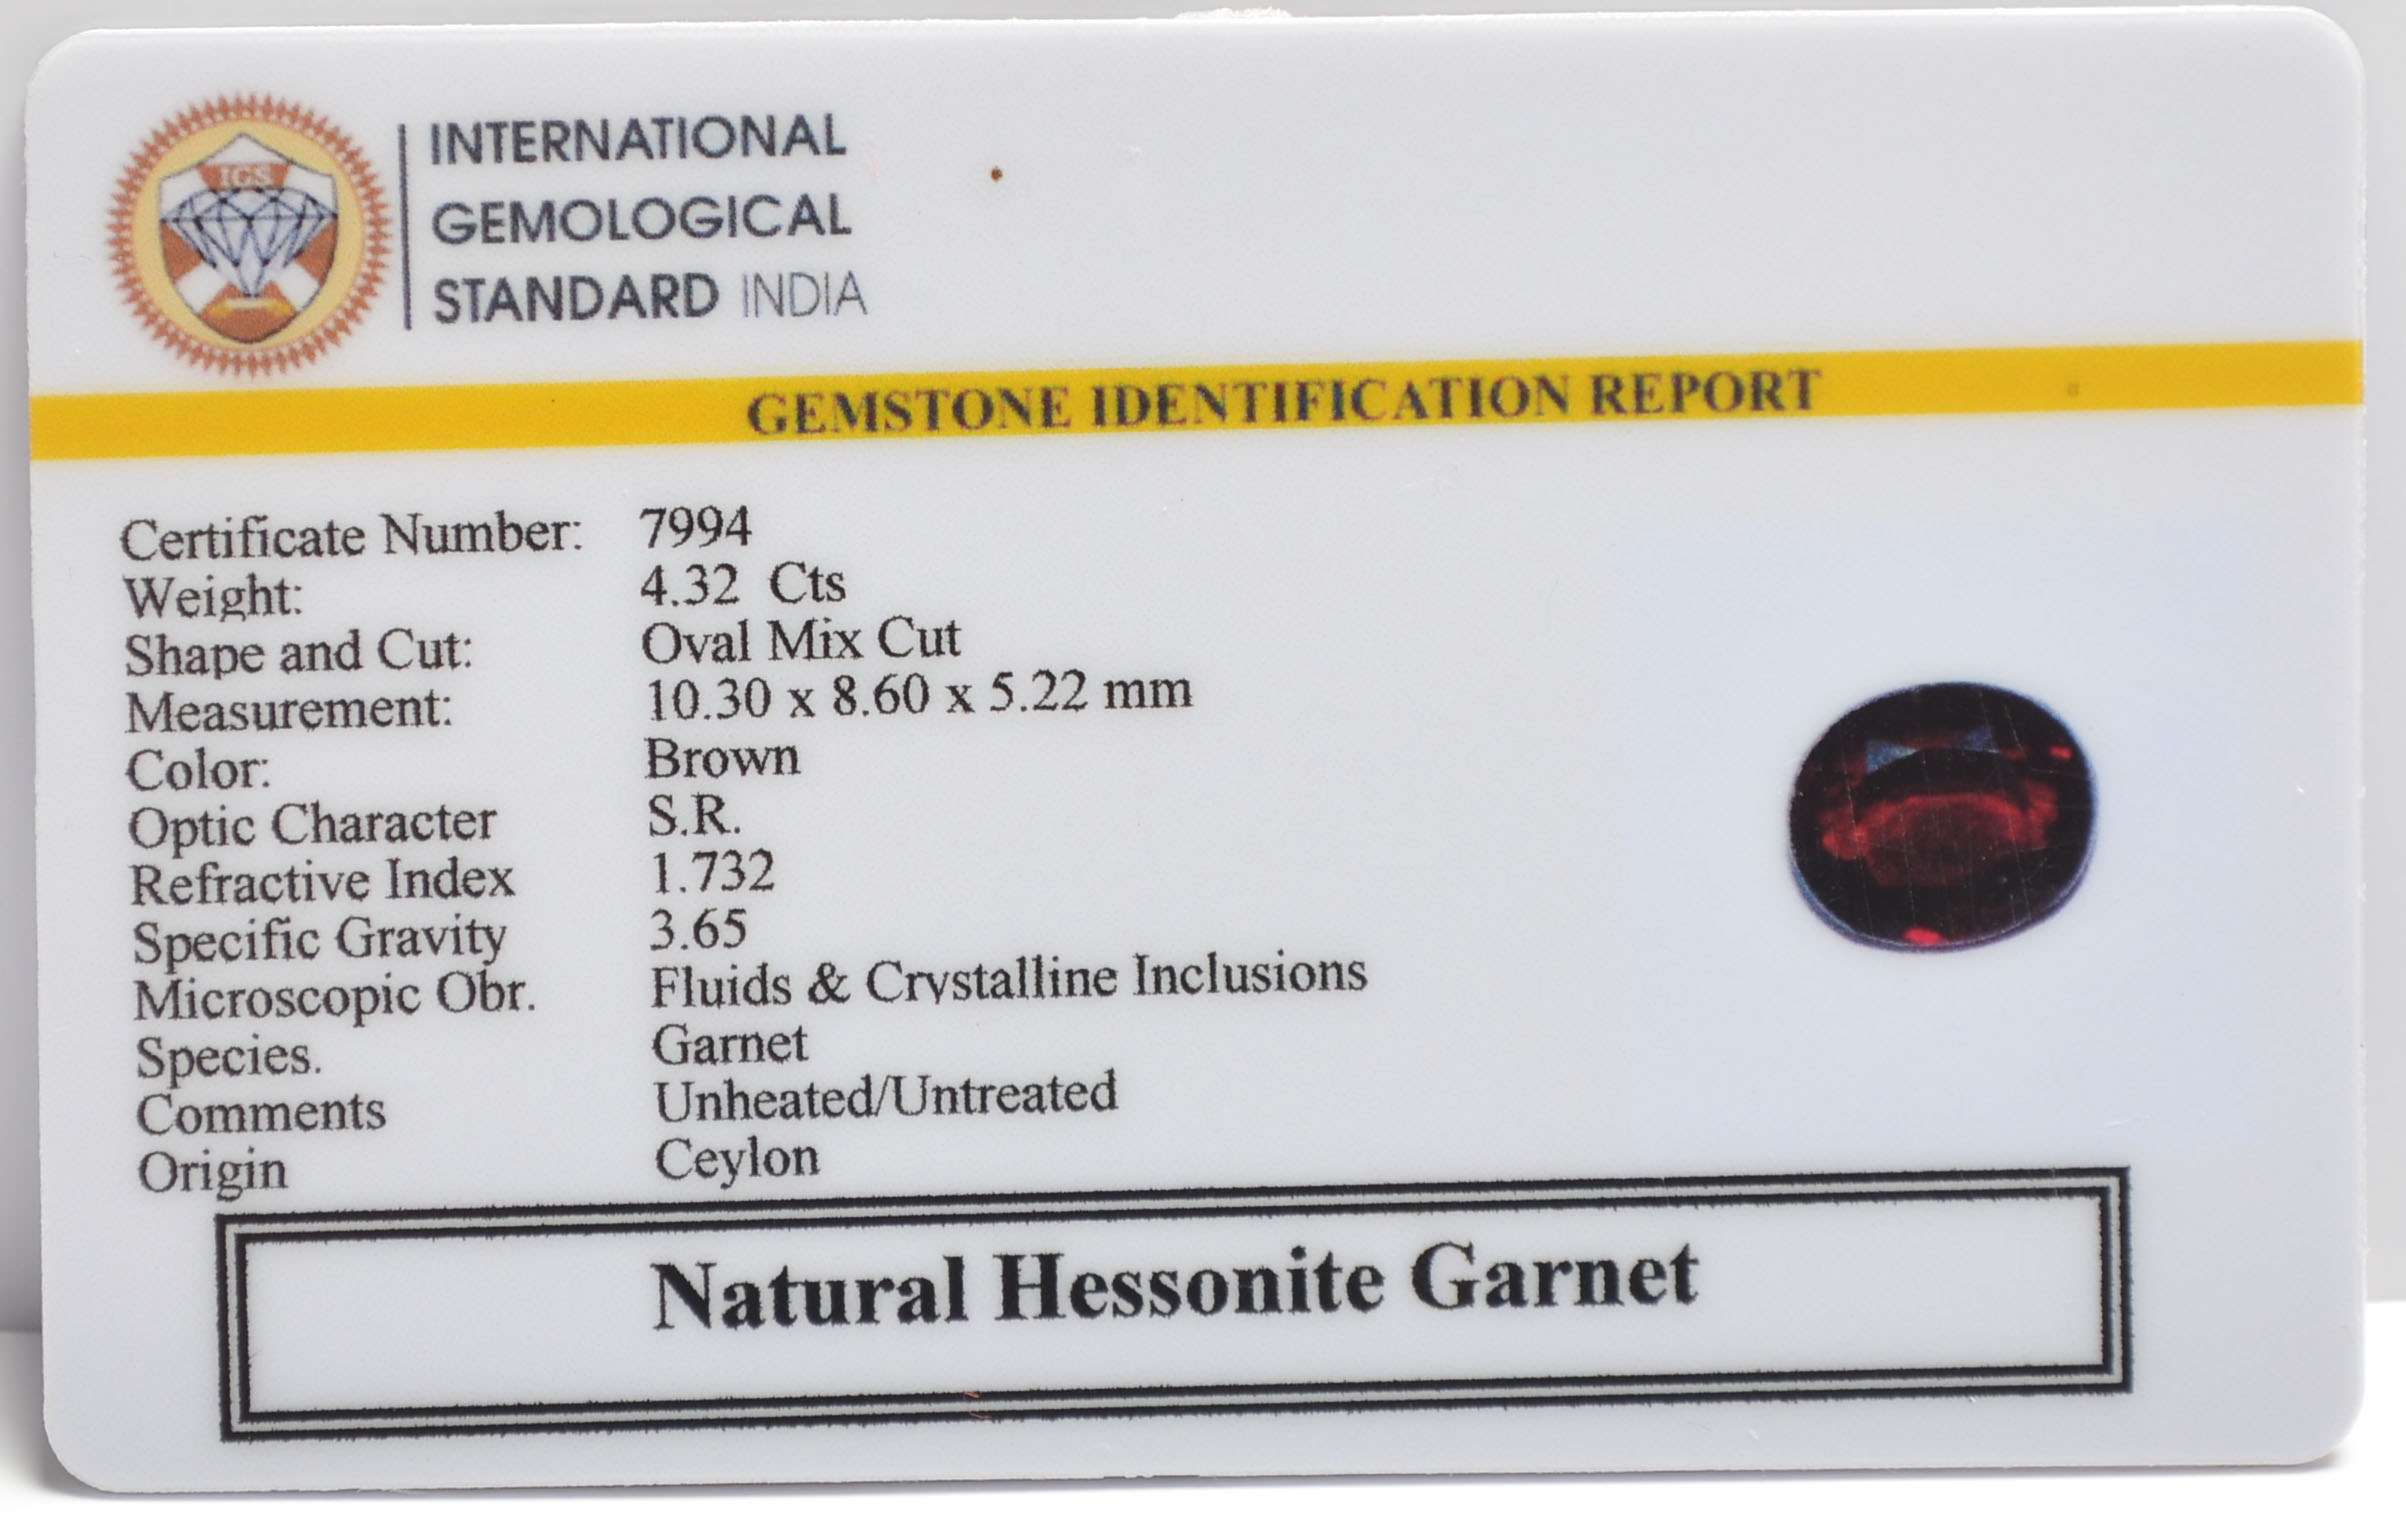 IGS
INTERNATIONAL
GEMOLOGICAL
STANDARD INDIA
GEMSTONE IDENTIFICATION REPORT
Certificate Number: 7994
Weight: 4.32 Cts
Shape and Cut: Oval Mix Cut
Measurement: 10.30 x 8.60 x 5.22 mm
Color: Brown
Optic Character S.R.
Refractive Index 1.732
Specific Gravity 3.65
Microscopic Obr. Fluids & Crystalline Inclusions
Species. Garnet
Comments Unheated/Untreated
Origin Ceylon
Natural Hessonite Garnet